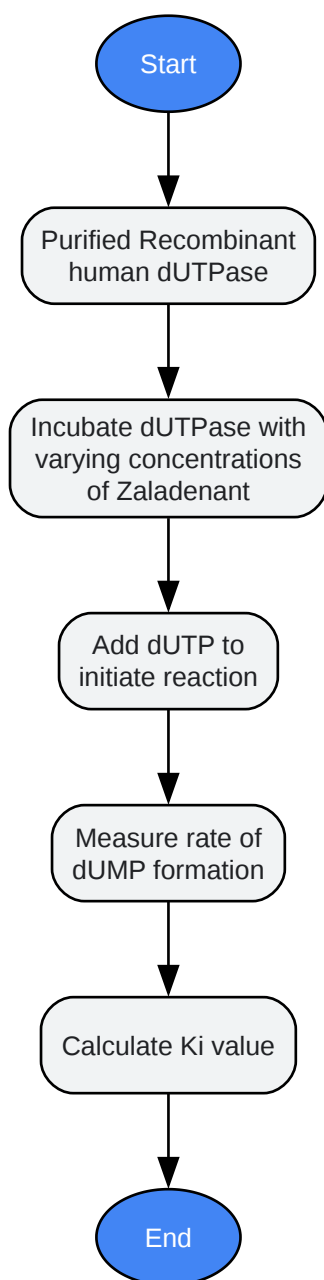 Start
Purified Recombinant
human dUTPase
Incubate dUTPase with
varying concentrations
of Zaladenant
Add dUTP to
initiate reaction
Measure rate of
dUMP formation
Calculate Ki value
End